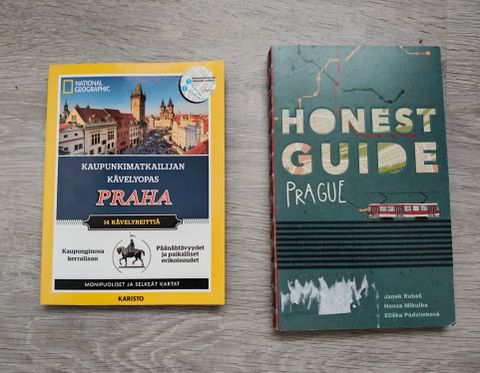 NATIONAL
GEOGRAPHIC
KAUPUNKIMATKAILIJAN
KÄVELYOPAS
PRAHA
14 KÄVELYREITTIÄ
Kaupunginosa
kerrallaan
Päänähtävyydet
ja paikalliset
erikoisuudet
MONIPUOLISET JA SELKEÄT KARTAT
KARISTO
HONEST
GUIDE
PRAGUE
Janek Rubeš
Honza Mikulka
Eliška Podzimková